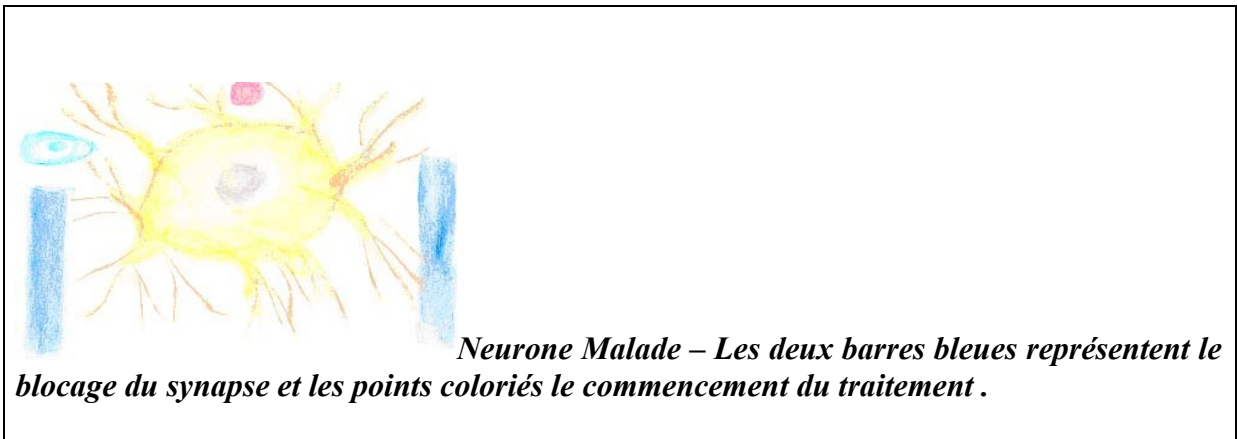 Neurone Malade – Les deux barres bleues représentent le
blocage du synapse et les points coloriés le commencement du traitement .